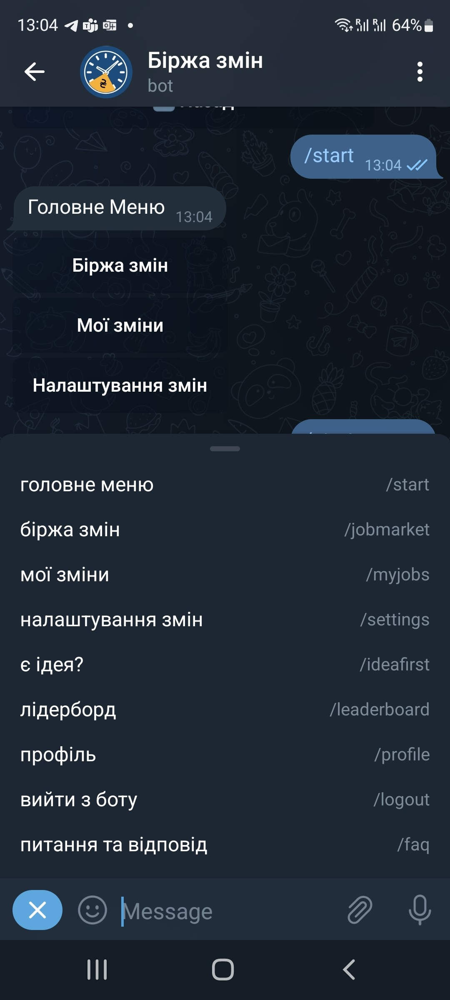 13:04
64%
Біржа змін
bot
Назад
/start 13:04
Головне Меню 13:04
Біржа змін
Мої зміни
Налаштування змін
головне меню /start
біржа змін /jobmarket
мої зміни /myjobs
налаштування змін /settings
є ідея? /ideafirst
лідерборд /leaderboard
профіль /profile
вийти з боту /logout
питання та відповід /faq
Message